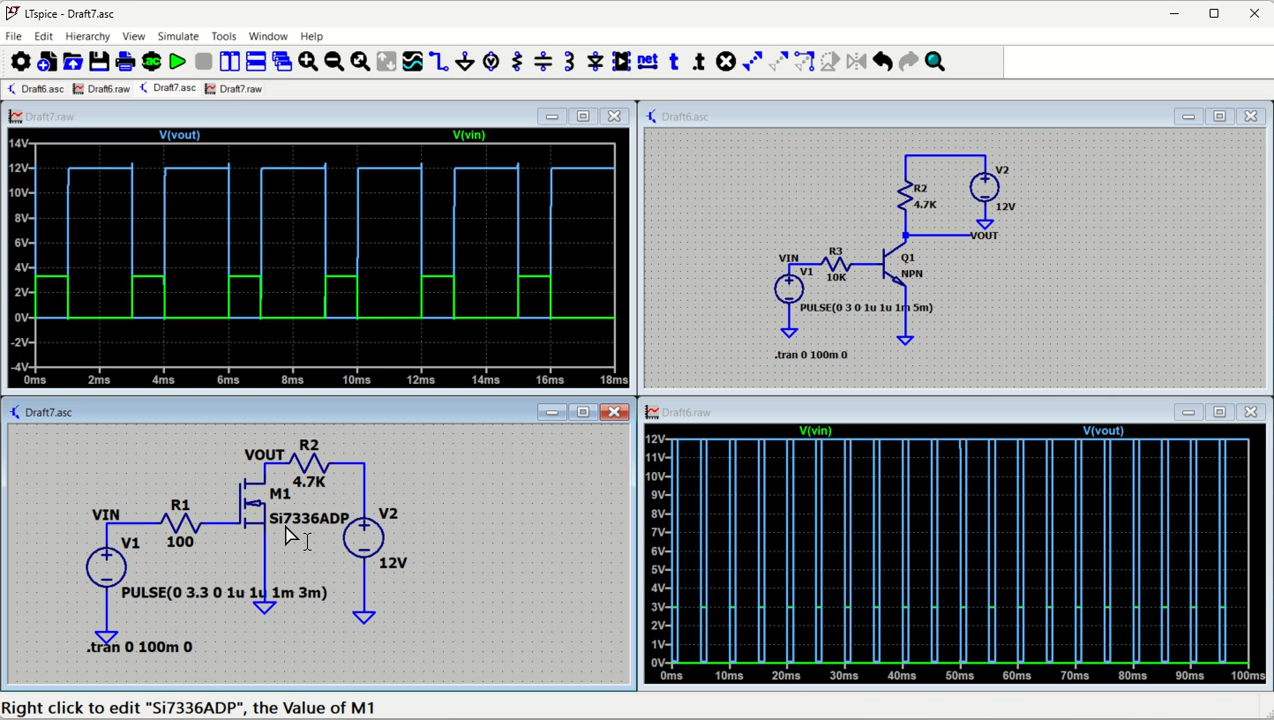 LTspice - Draft7.asc
File Edit Hierarchy View Simulate Tools Window Help
net t .t
Draft6.asc Draft6.raw Draft7.asc Draft7.raw
Draft7.raw
V(vout) V(vin)
14V
12V
10V
8V
6V
4V
2V
0V
-2V
-4V
0ms 2ms 4ms 6ms 8ms 10ms 12ms 14ms 16ms 18ms
Draft6.asc
V2
R2
4.7K
12V
VOUT
R3
VIN
Q1
V1
10K
NPN
PULSE(0 3 0 1u 1u 1m 5m)
.tran 0 100m 0
Draft7.asc
R2
VOUT
4.7K
M1
R1
VIN
V2
Si7336ADP
100
V1
12V
PULSE(0 3.3 0 1u 1u 1m 3m)
.tran 0 100m 0
Draft6.raw
V(vin) V(vout)
12V
11V
10V
9V
8V
7V
6V
5V
4V
3V
2V
1V
0V
0ms 10ms 20ms 30ms 40ms 50ms 60ms 70ms 80ms 90ms 100ms
Right click to edit "Si7336ADP", the Value of M1